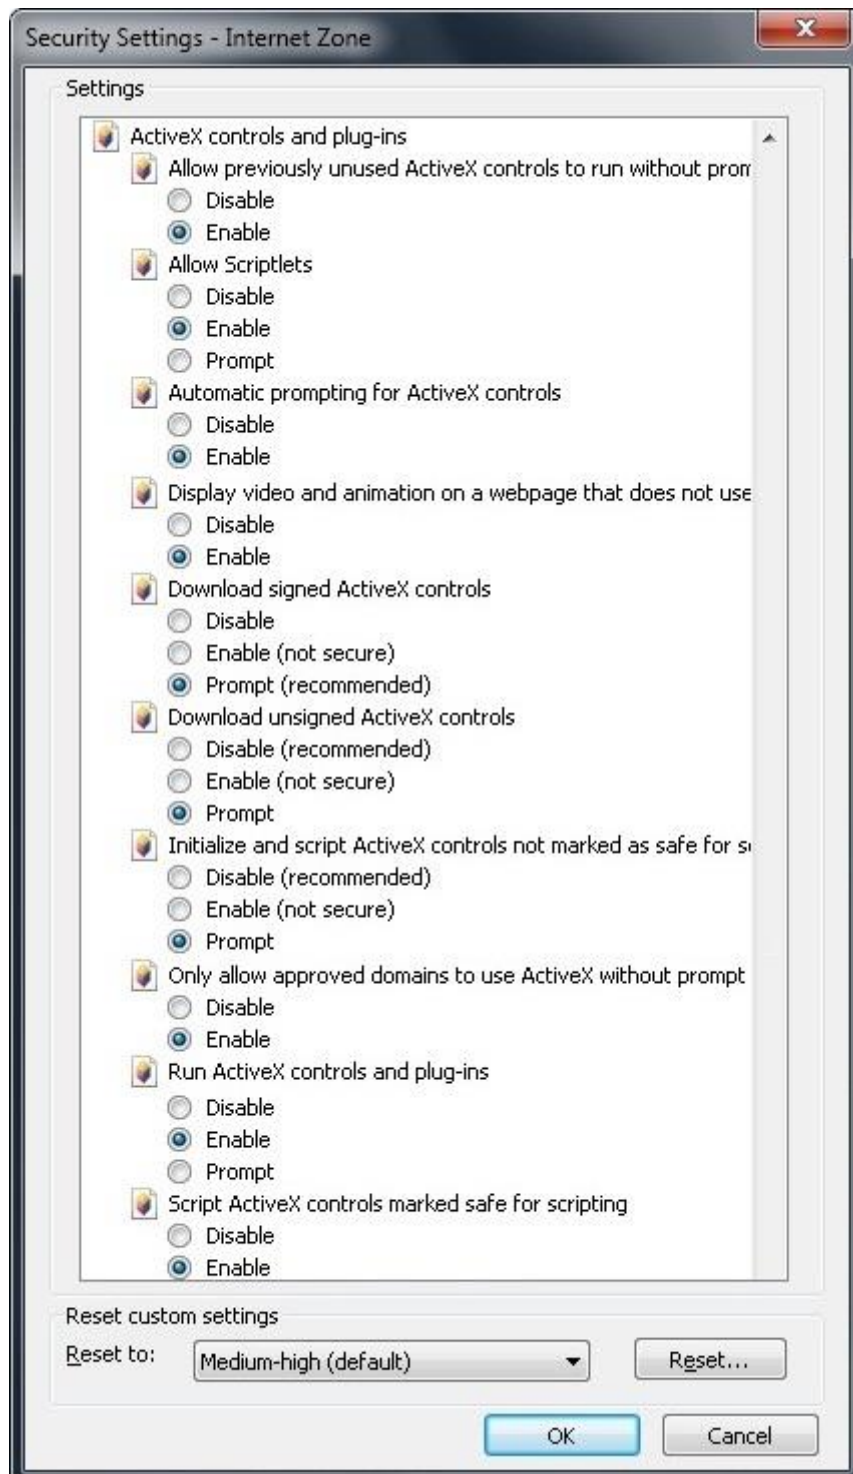 Security Settings - Internet Zone
Settings
ActiveX controls and plug-ins
Allow previously unused ActiveX controls to run without prom
Disable
Enable
Allow Scriptlets
Disable
Enable
Prompt
Automatic prompting for ActiveX controls
Disable
Enable
Display video and animation on a webpage that does not use
Disable
Enable
Download signed ActiveX controls
Disable
Enable (not secure)
Prompt (recommended)
Download unsigned ActiveX controls
Disable (recommended)
Enable (not secure)
Prompt
Initialize and script ActiveX controls not marked as safe for s
Disable (recommended)
Enable (not secure)
Prompt
Only allow approved domains to use ActiveX without prompt
Disable
Enable
Run ActiveX controls and plug-ins
Disable
Enable
Prompt
Script ActiveX controls marked safe for scripting
Disable
Enable
Reset custom settings
Reset to: Medium-high (default) Reset...
OK Cancel